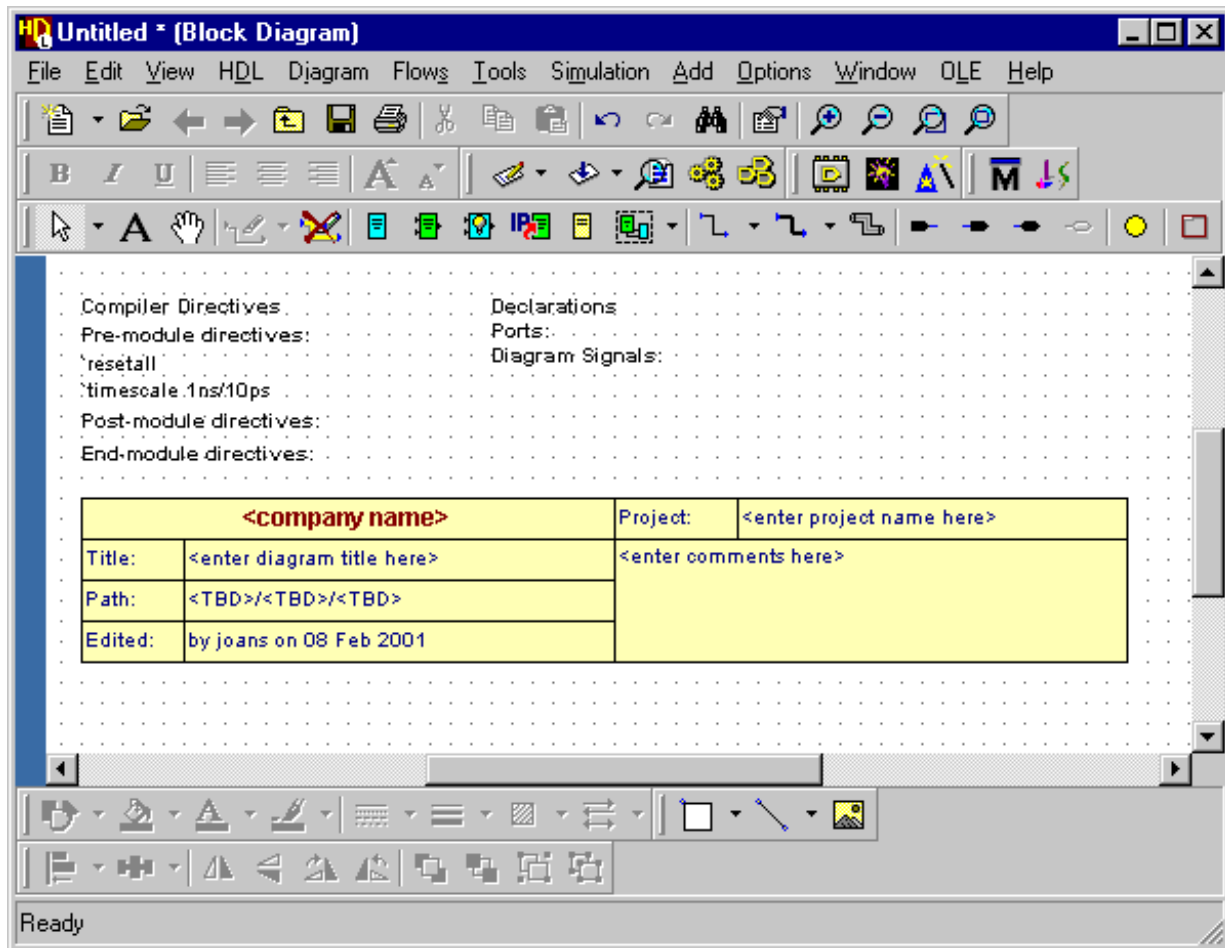 Untitled * (Block Diagram)
File Edit View HDL Diagram Flows Tools Simulation Add Options Window OLE Help
B I U A A M
A IP
Compiler Directives
Pre-module directives:
`resetall
`timescale 1ns/10ps
Post-module directives:
End-module directives:
Declarations
Ports:
Diagram Signals:
<company name>
Project: <enter project name here>
Title: <enter diagram title here>
<enter comments here>
Path: <TBD>/<TBD>/<TBD>
Edited: by joans on 08 Feb 2001
A
Ready